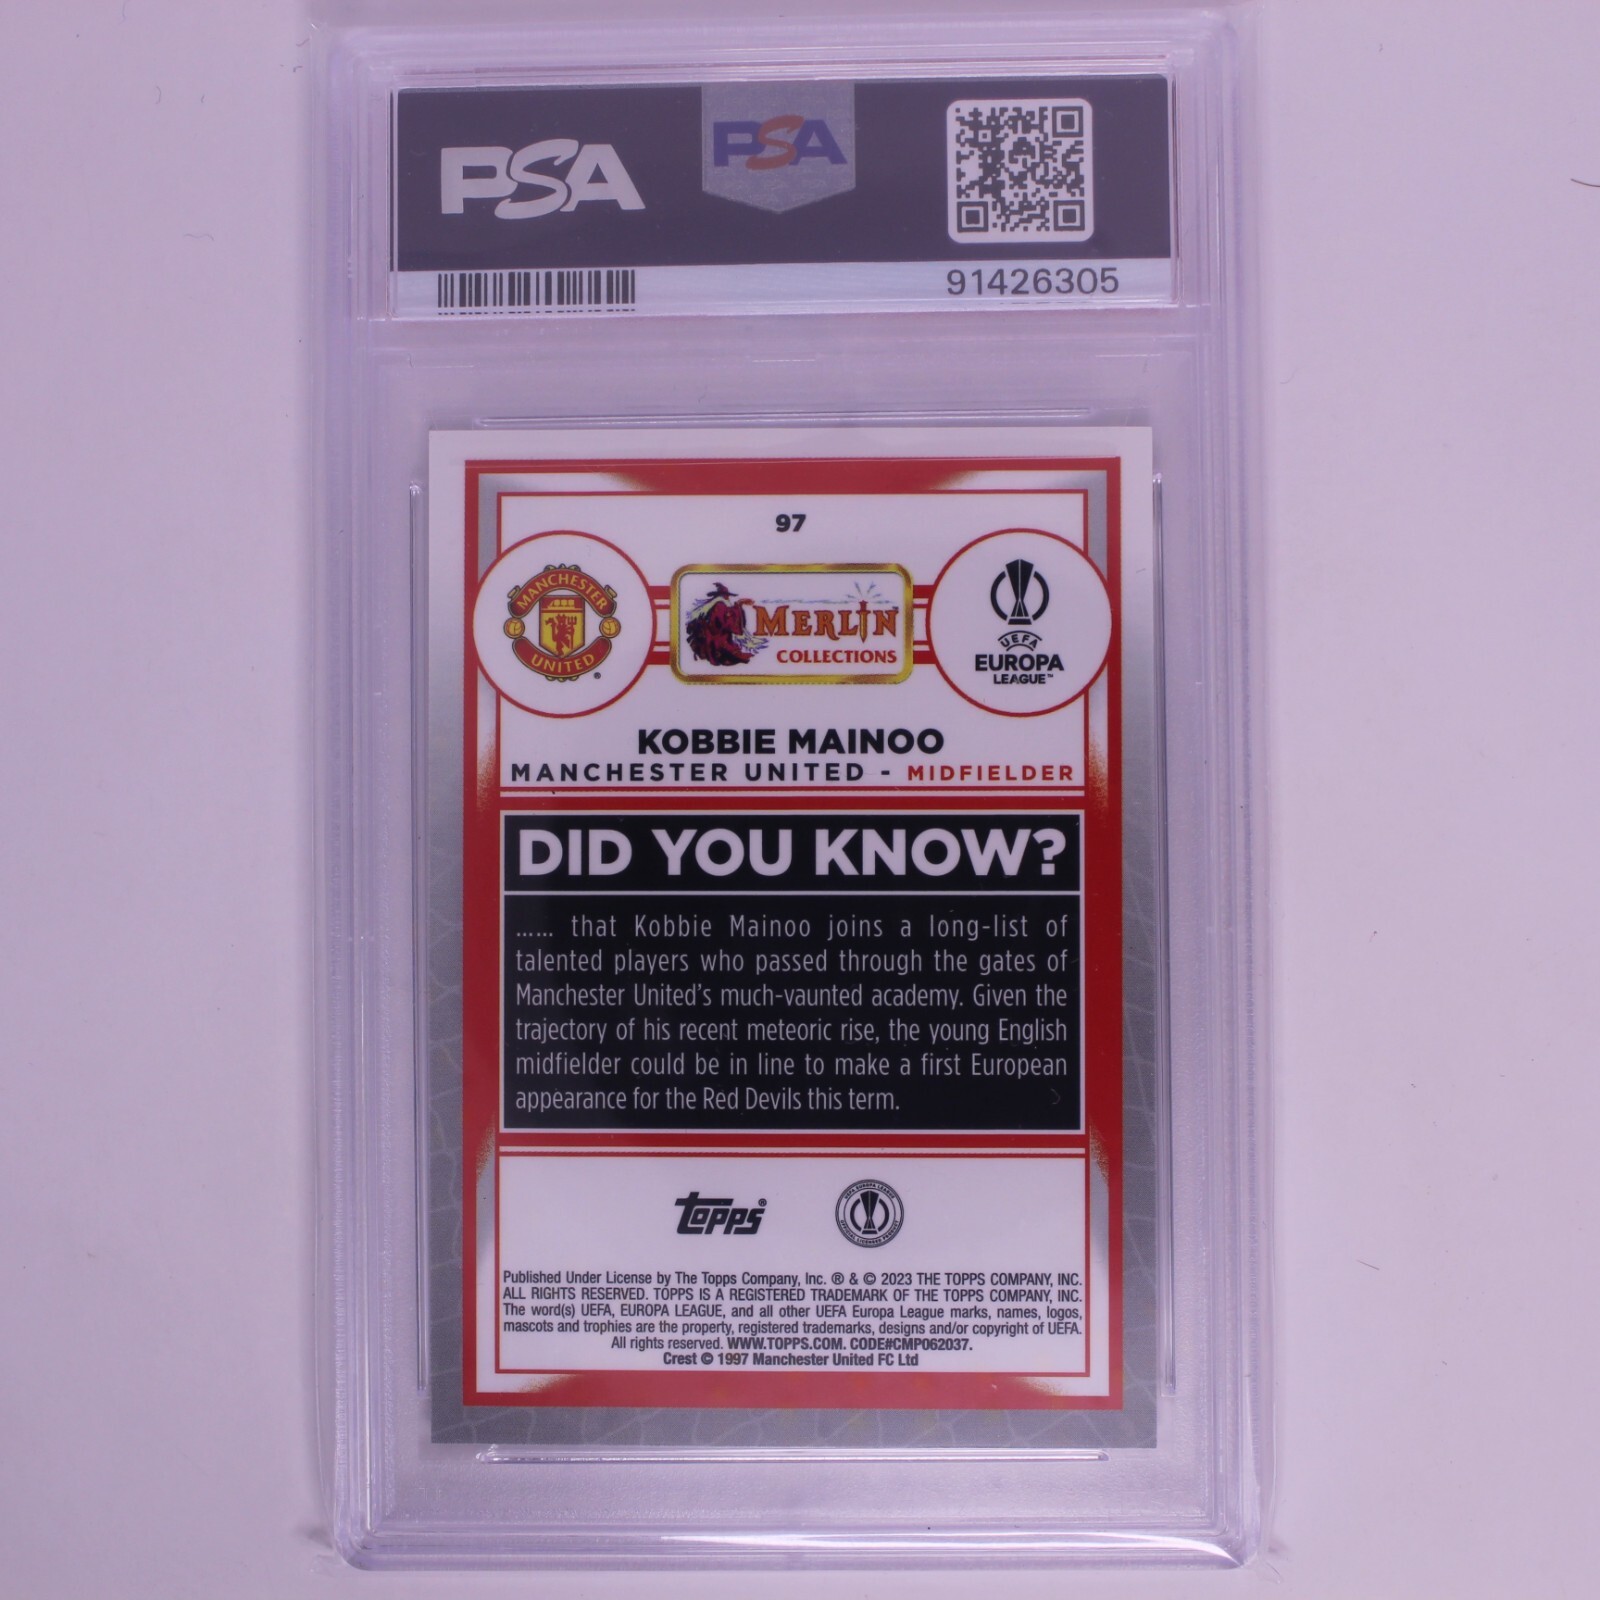 PSA
PSA
91426305
97
MANCHESTER
UNITED
®
MERLIN™
COLLECTIONS
UEFA
EUROPA
LEAGUE™
KOBBIE MAINOO
MANCHESTER UNITED - MIDFIELDER
DID YOU KNOW?
...... that Kobbie Mainoo joins a long-list of
talented players who passed through the gates of
Manchester United's much-vaunted academy. Given the
trajectory of his recent meteoric rise, the young English
midfielder could be in line to make a first European
appearance for the Red Devils this term.
Topps®
UEFA EUROPA LEAGUE
OFFICIAL LICENSED PRODUCT
Published Under License by The Topps Company, Inc. ® & © 2023 THE TOPPS COMPANY, INC.
ALL RIGHTS RESERVED. TOPPS IS A REGISTERED TRADEMARK OF THE TOPPS COMPANY, INC.
The word(s) UEFA, EUROPA LEAGUE, and all other UEFA Europa League marks, names, logos,
mascots and trophies are the property, registered trademarks, designs and/or copyright of UEFA.
All rights reserved. WWW.TOPPS.COM. CODE#CMP062037.
Crest © 1997 Manchester United FC Ltd